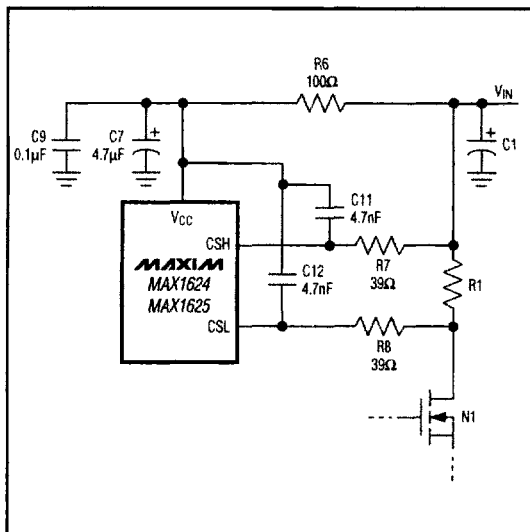 R6
100Ω
VIN
C9
0.1µF
C7
4.7µF
+
+
C1
VCC
C11
4.7nF
CSH
MAXIM
MAX1624
MAX1625
C12
4.7nF
R7
39Ω
R1
CSL
R8
39Ω
N1